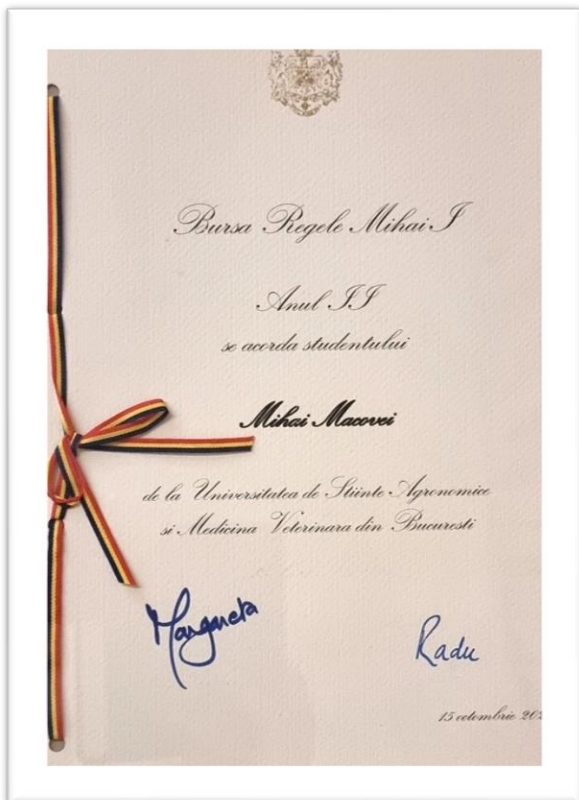 Bursa Regele Mihai I
Anul II
se acorda studentului
Mihai Macovei
de la Universitatea de Stiinte Agronomice
si Medicina Veterinara din Bucuresti
Margareta
Radu
15 octombrie